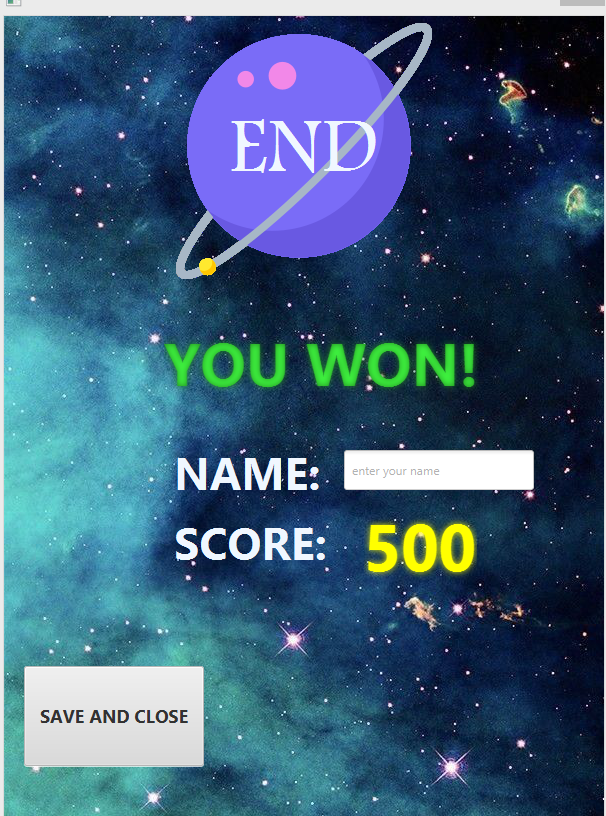 END
YOU WON!
NAME: enter your name
SCORE: 500
SAVE AND CLOSE